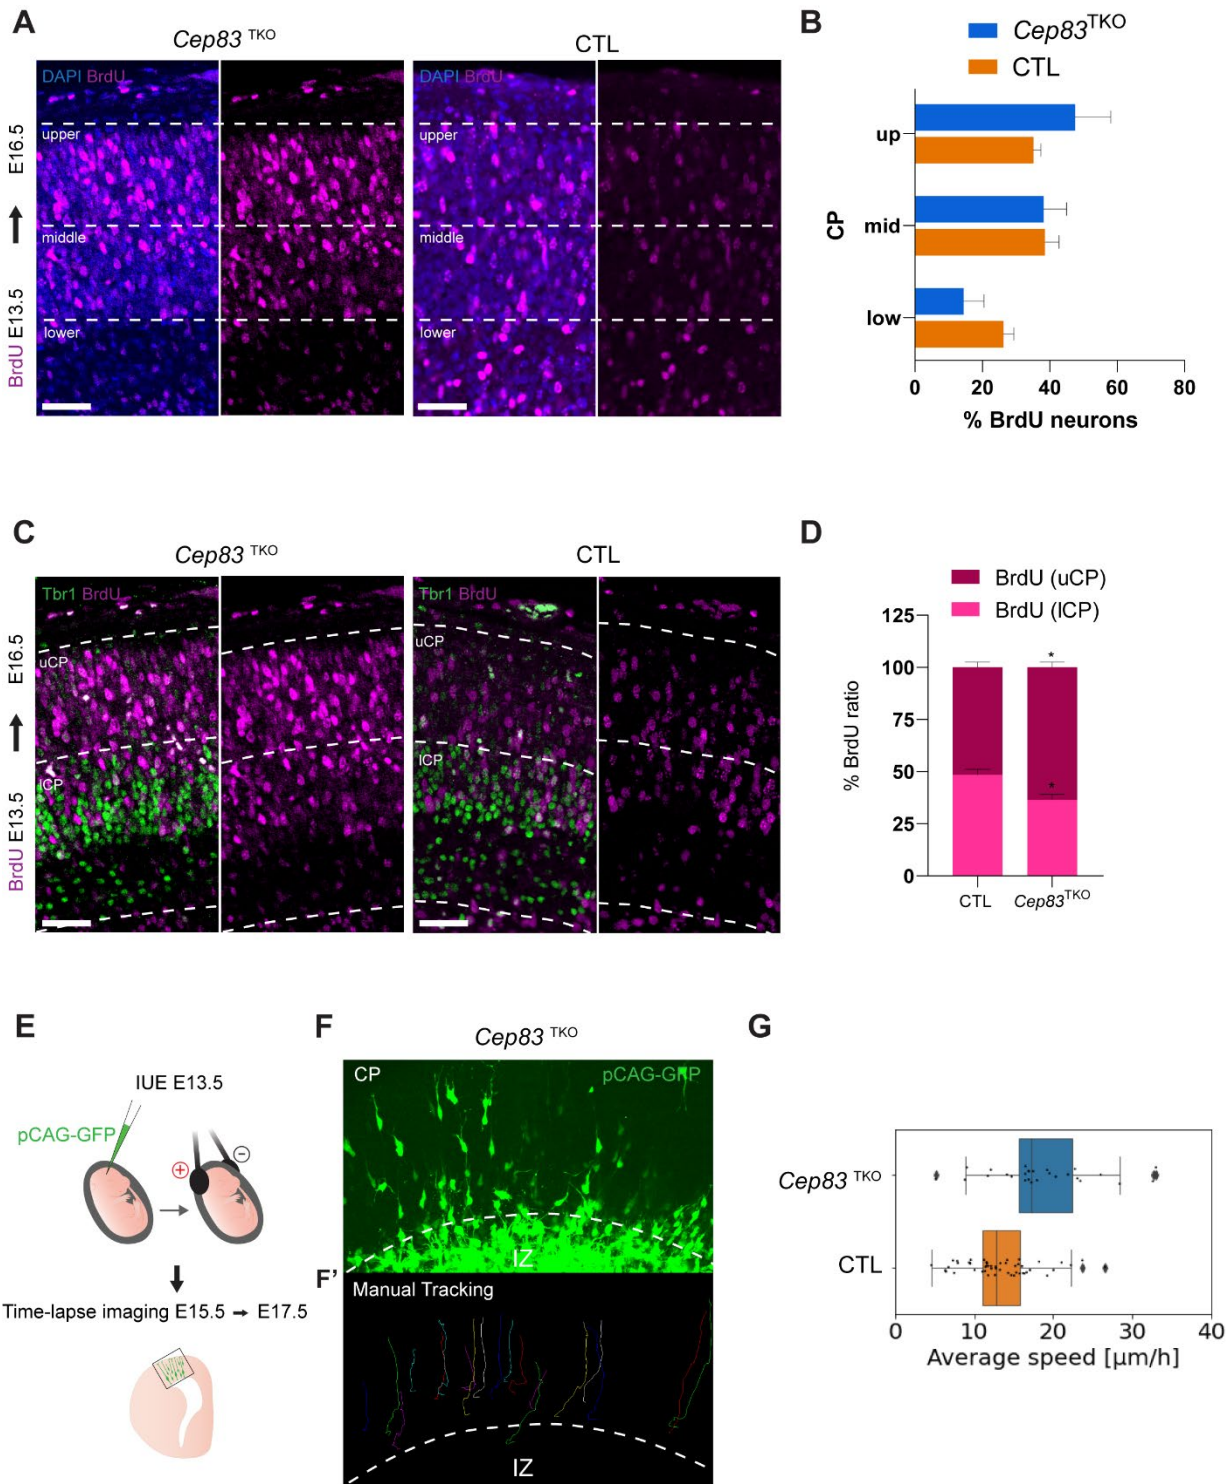 A
Cep83 TKO
CTL
DAPI BrdU
DAPI BrdU
upper
upper
middle
middle
lower
lower
BrdU E13.5 → E16.5
B
Cep83 TKO
CTL
up
mid
low
CP
0 20 40 60 80
% BrdU neurons
C
Cep83 TKO
CTL
Tbr1 BrdU
Tbr1 BrdU
uCP
uCP
lCP
lCP
BrdU E13.5 → E16.5
D
BrdU (uCP)
BrdU (lCP)
125
100
75
50
25
0
% BrdU ratio
*
*
CTL
Cep83 TKO
E
IUE E13.5
pCAG-GFP
+
−
Time-lapse imaging E15.5 → E17.5
F
Cep83 TKO
CP
pCAG-GFP
IZ
F'
Manual Tracking
IZ
G
Cep83 TKO
CTL
0 10 20 30 40
Average speed [µm/h]